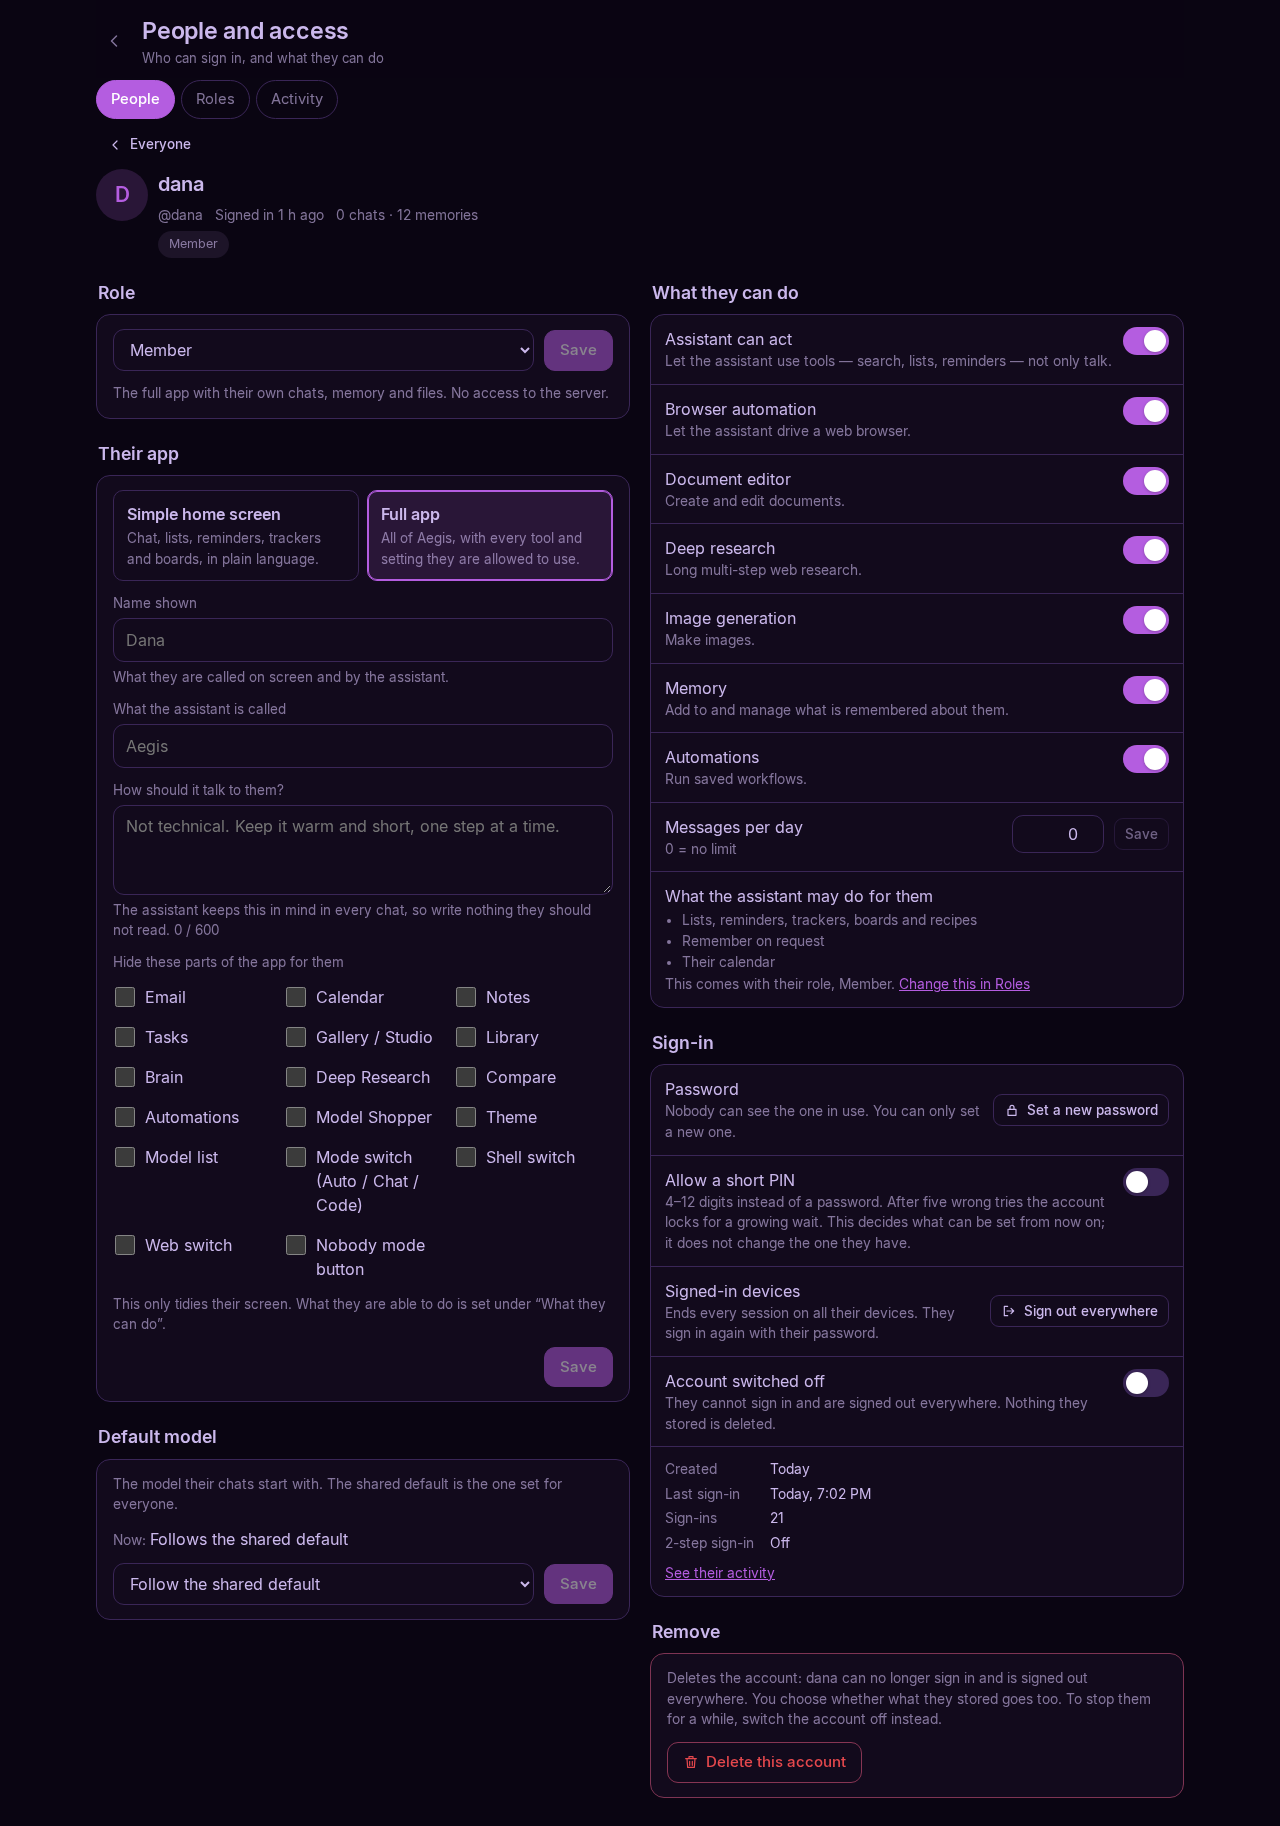 People and access
Who can sign in, and what they can do
People
Roles
Activity
Everyone
D
dana
@dana Signed in 1 h ago 0 chats · 12 memories
Member
Role
Member
Save
The full app with their own chats, memory and files. No access to the server.
Their app
Simple home screen
Chat, lists, reminders, trackers
and boards, in plain language.
Full app
All of Aegis, with every tool and
setting they are allowed to use.
Name shown
Dana
What they are called on screen and by the assistant.
What the assistant is called
Aegis
How should it talk to them?
Not technical. Keep it warm and short, one step at a time.
The assistant keeps this in mind in every chat, so write nothing they should
not read. 0 / 600
Hide these parts of the app for them
Email
Calendar
Notes
Tasks
Gallery / Studio
Library
Brain
Deep Research
Compare
Automations
Model Shopper
Theme
Model list
Mode switch
(Auto / Chat /
Code)
Shell switch
Web switch
Nobody mode
button
This only tidies their screen. What they are able to do is set under “What they
can do”.
Save
Default model
The model their chats start with. The shared default is the one set for
everyone.
Now: Follows the shared default
Follow the shared default
Save
What they can do
Assistant can act
Let the assistant use tools — search, lists, reminders — not only talk.
Browser automation
Let the assistant drive a web browser.
Document editor
Create and edit documents.
Deep research
Long multi-step web research.
Image generation
Make images.
Memory
Add to and manage what is remembered about them.
Automations
Run saved workflows.
Messages per day
0 = no limit
0
Save
What the assistant may do for them
• Lists, reminders, trackers, boards and recipes
• Remember on request
• Their calendar
This comes with their role, Member. Change this in Roles
Sign-in
Password
Nobody can see the one in use. You can only set
a new one.
Set a new password
Allow a short PIN
4–12 digits instead of a password. After five wrong tries the account
locks for a growing wait. This decides what can be set from now on;
it does not change the one they have.
Signed-in devices
Ends every session on all their devices. They
sign in again with their password.
Sign out everywhere
Account switched off
They cannot sign in and are signed out everywhere. Nothing they
stored is deleted.
Created Today
Last sign-in Today, 7:02 PM
Sign-ins 21
2-step sign-in Off
See their activity
Remove
Deletes the account: dana can no longer sign in and is signed out
everywhere. You choose whether what they stored goes too. To stop them
for a while, switch the account off instead.
Delete this account